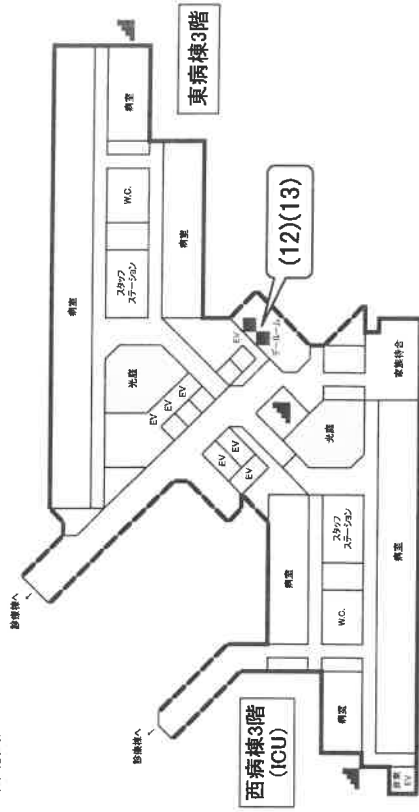 東病棟3階
病室
病室
W.C.
スタッフ
ステーション
病室
光庭
EV
EV
EV
EV
デールーム
(12)(13)
診療棟へ
EV
EV
EV
光庭
家族待合
診療棟へ
病室
スタッフ
ステーション
W.C.
病室
病室
西病棟3階
(ICU)
EV